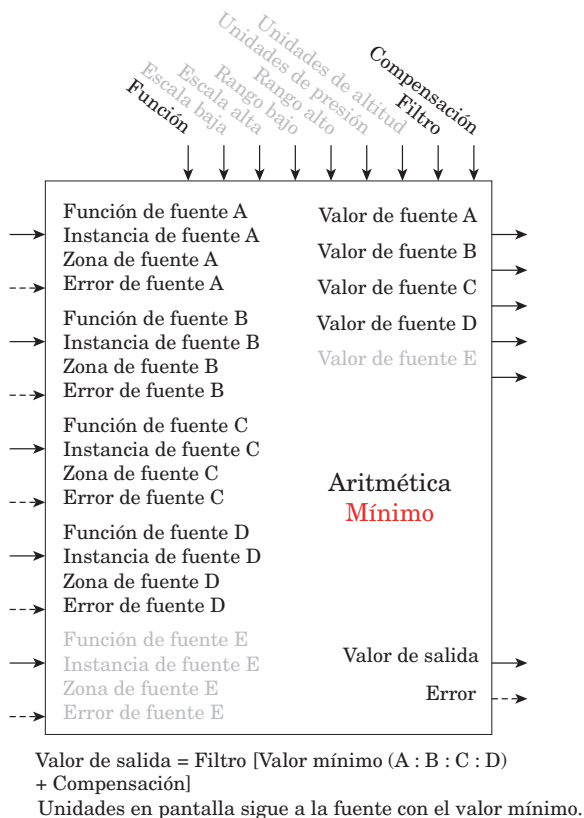 Función
Escala baja
Escala alta
Rango bajo
Rango alto
Unidades de presión
Unidades de altitud
Filtro
Compensación
Función de fuente A
Instancia de fuente A
Zona de fuente A
Error de fuente A
Función de fuente B
Instancia de fuente B
Zona de fuente B
Error de fuente B
Función de fuente C
Instancia de fuente C
Zona de fuente C
Error de fuente C
Función de fuente D
Instancia de fuente D
Zona de fuente D
Error de fuente D
Función de fuente E
Instancia de fuente E
Zona de fuente E
Error de fuente E
Valor de fuente A
Valor de fuente B
Valor de fuente C
Valor de fuente D
Valor de fuente E
Aritmética
Mínimo
Valor de salida
Error
Valor de salida = Filtro [Valor mínimo (A : B : C : D)
+ Compensación]
Unidades en pantalla sigue a la fuente con el valor mínimo.